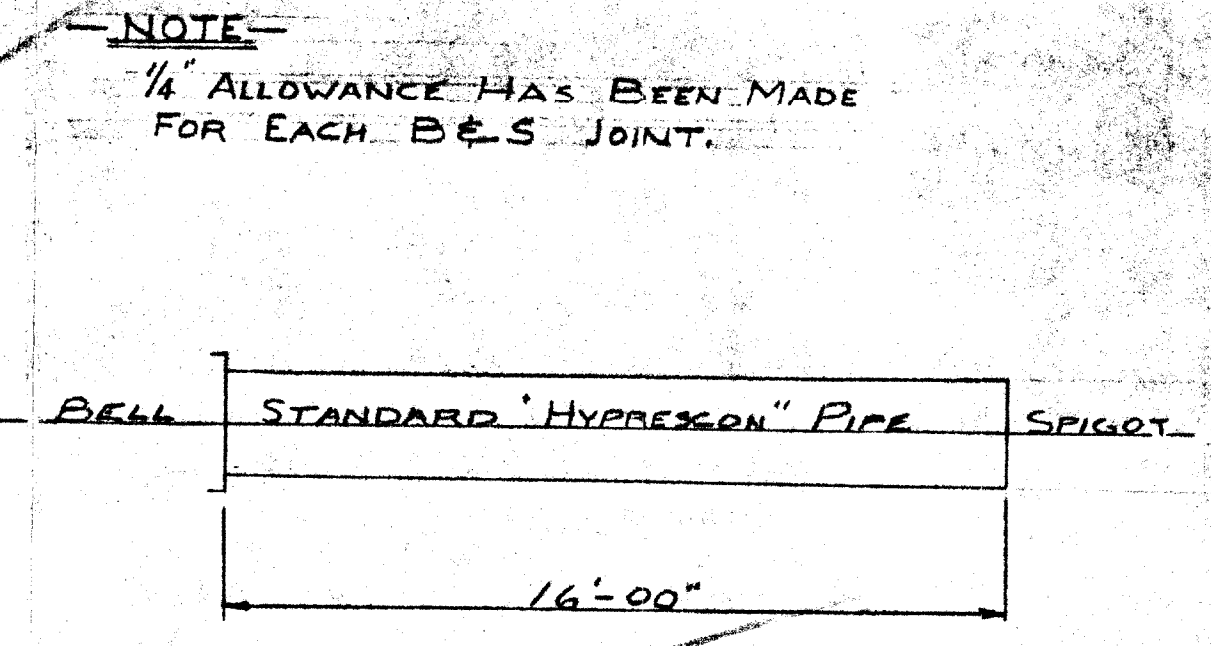 — NOTE —
1/4" ALLOWANCE HAS BEEN MADE
FOR EACH B & S JOINT.
BELL STANDARD "HYPRESCON" PIPE SPIGOT
16'-00"